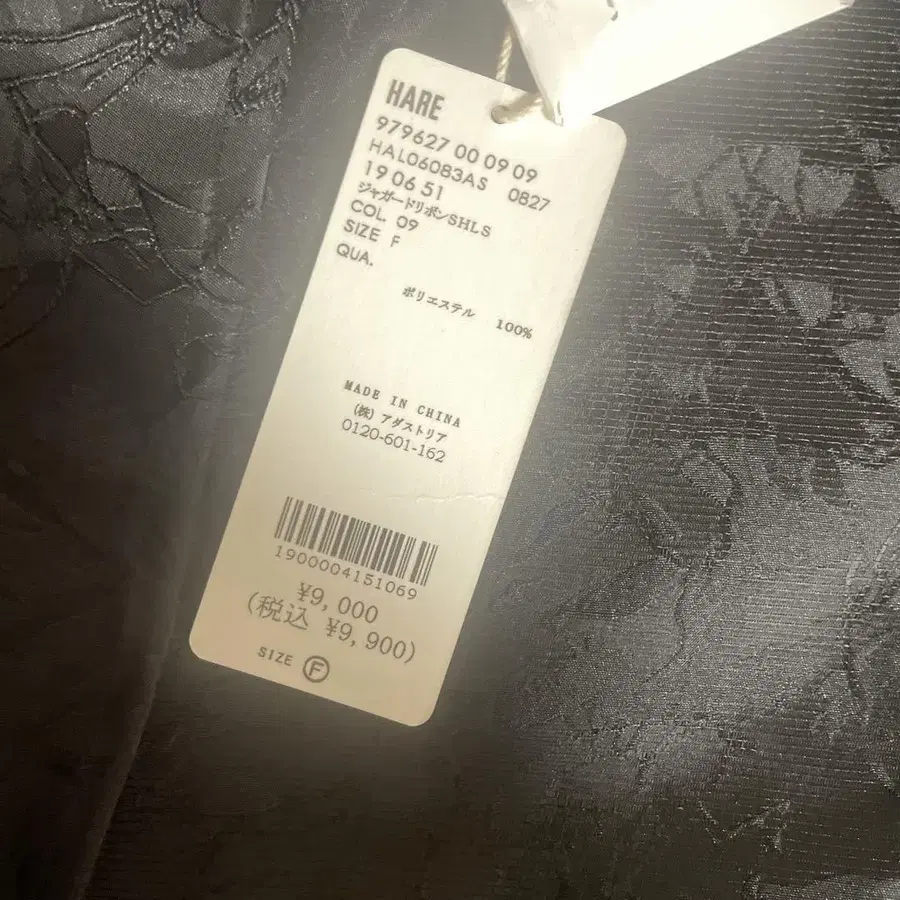 HARE
979627 00 09 09
HAL06083AS 0827
19 06 51
ジャガードリボンSHLS
COL. 09
SIZE F
QUA.
ポリエステル 100%
MADE IN CHINA
(株) アダストリア
0120-601-162
1900004151069
¥9,000
(税込 ¥9,900)
SIZE F